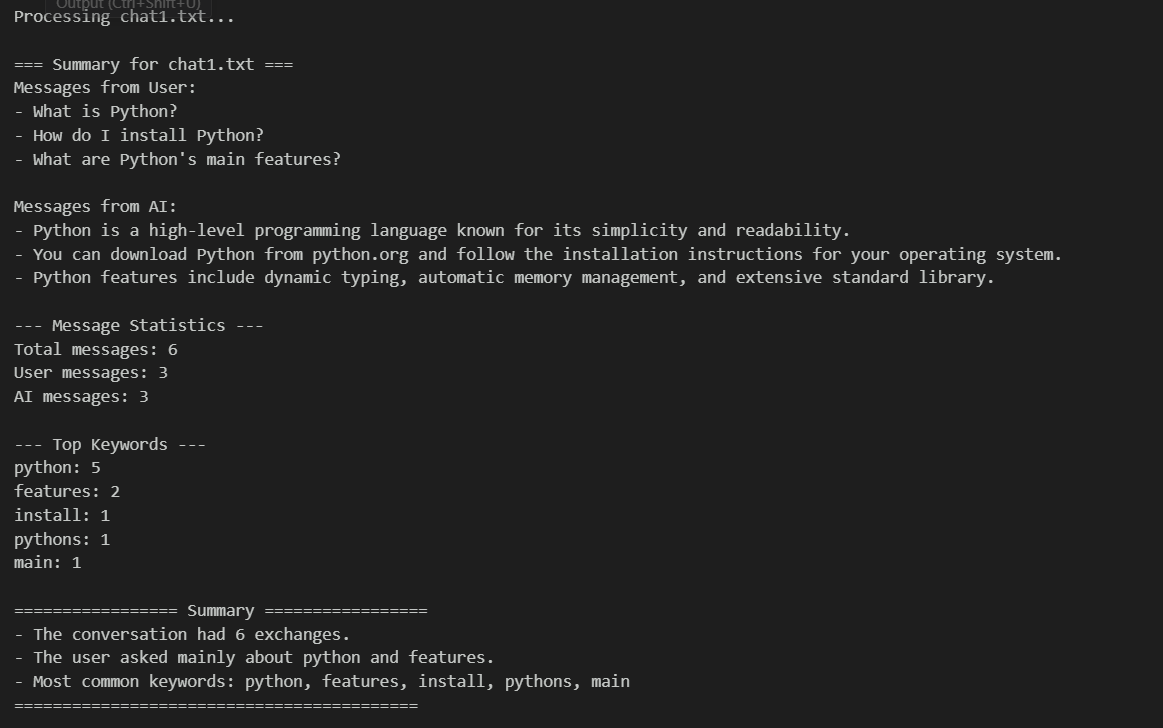 Output (Ctrl+Shift+U)
Processing chat1.txt...
=== Summary for chat1.txt ===
Messages from User:
- What is Python?
- How do I install Python?
- What are Python's main features?
Messages from AI:
- Python is a high-level programming language known for its simplicity and readability.
- You can download Python from python.org and follow the installation instructions for your operating system.
- Python features include dynamic typing, automatic memory management, and extensive standard library.
--- Message Statistics ---
Total messages: 6
User messages: 3
AI messages: 3
--- Top Keywords ---
python: 5
features: 2
install: 1
pythons: 1
main: 1
================= Summary =================
- The conversation had 6 exchanges.
- The user asked mainly about python and features.
- Most common keywords: python, features, install, pythons, main
==========================================